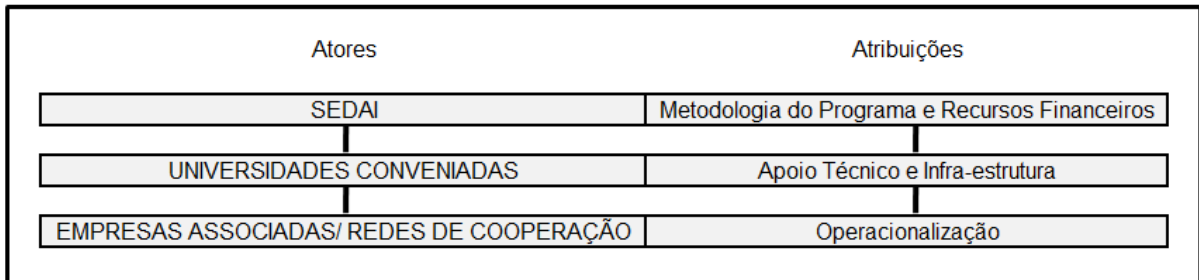 Atores Atribuições
SEDAI Metodologia do Programa e Recursos Financeiros
UNIVERSIDADES CONVENIADAS Apoio Técnico e Infra-estrutura
EMPRESAS ASSOCIADAS/ REDES DE COOPERAÇÃO Operacionalização